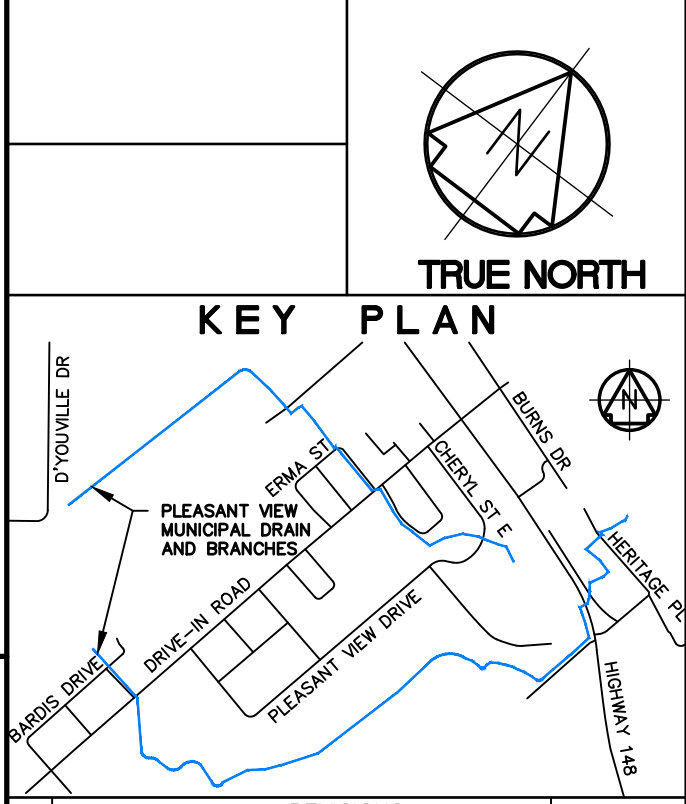 N
TRUE NORTH
KEY PLAN
D'YOUVILLE DR
N
BURNS DR
ERMA ST
CHERYL ST E
PLEASANT VIEW
MUNICIPAL DRAIN
AND BRANCHES
HERITAGE PL
DRIVE-IN ROAD
PLEASANT VIEW DRIVE
BARDIS DRIVE
HIGHWAY 148